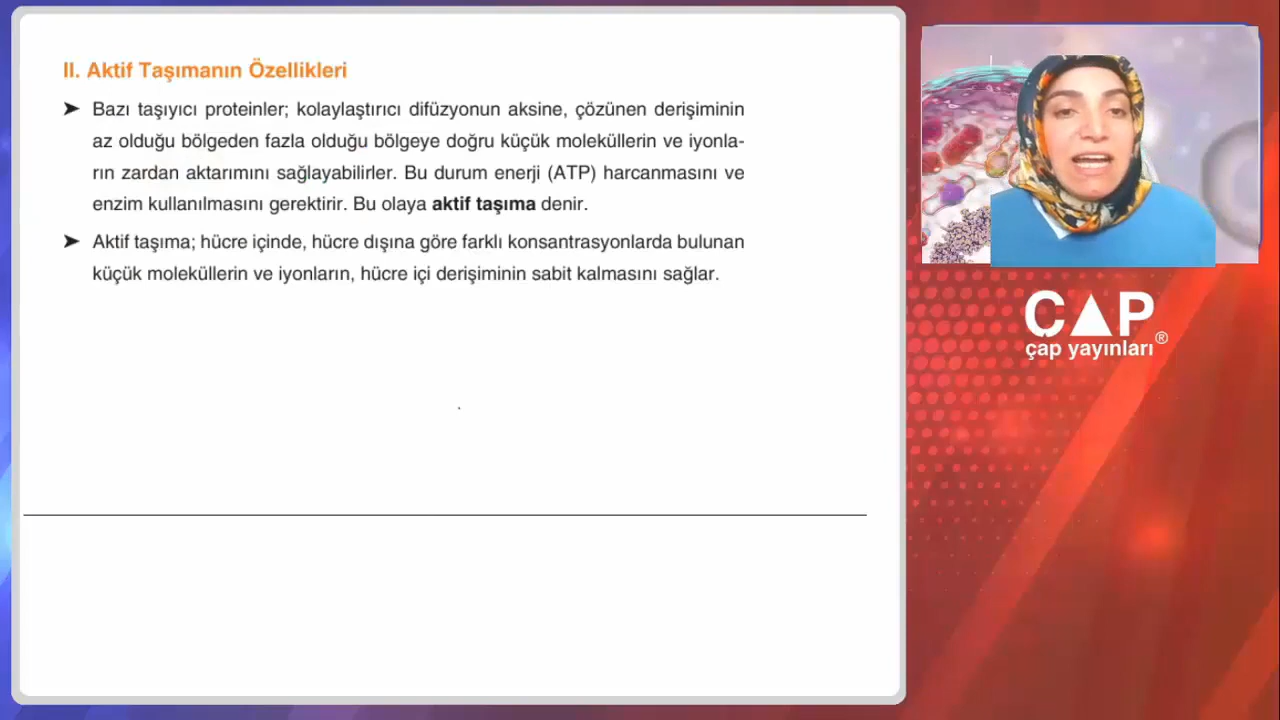 II. Aktif Taşımanın Özellikleri
➤ Bazı taşıyıcı proteinler; kolaylaştırıcı difüzyonun aksine, çözünen derişiminin
az olduğu bölgeden fazla olduğu bölgeye doğru küçük moleküllerin ve iyonla-
rın zardan aktarımını sağlayabilirler. Bu durum enerji (ATP) harcanmasını ve
enzim kullanılmasını gerektirir. Bu olaya aktif taşıma denir.
➤ Aktif taşıma; hücre içinde, hücre dışına göre farklı konsantrasyonlarda bulunan
küçük moleküllerin ve iyonların, hücre içi derişiminin sabit kalmasını sağlar.
ÇAP
çap yayınları®